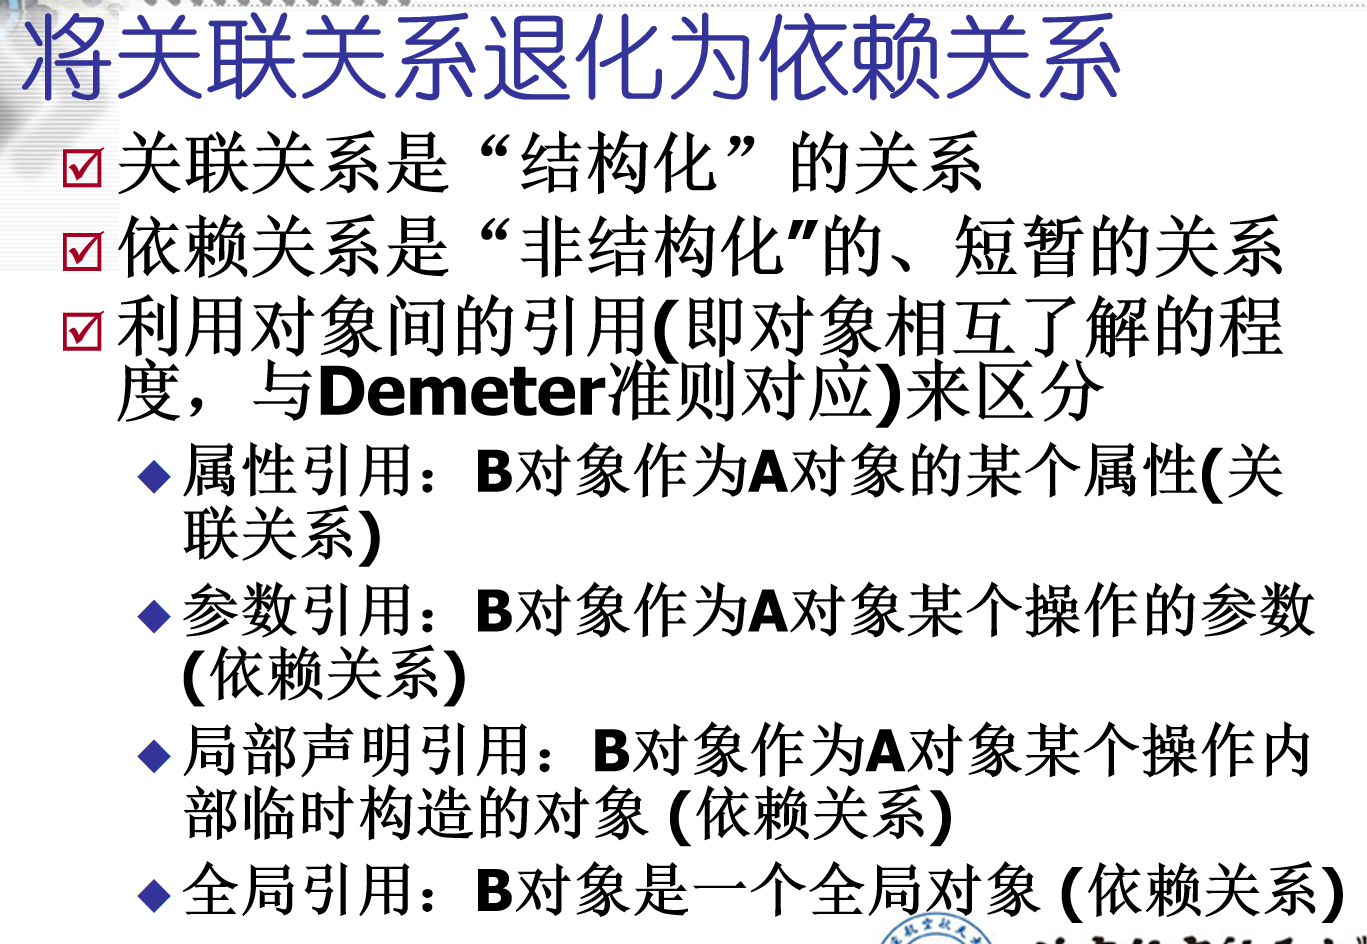 将关联关系退化为依赖关系
关联关系是“结构化”的关系
依赖关系是“非结构化”的、短暂的关系
利用对象间的引用(即对象相互了解的程
度，与Demeter准则对应)来区分
属性引用：B对象作为A对象的某个属性(关
联关系)
参数引用：B对象作为A对象某个操作的参数
(依赖关系)
局部声明引用：B对象作为A对象某个操作内
部临时构造的对象 (依赖关系)
全局引用：B对象是一个全局对象 (依赖关系)